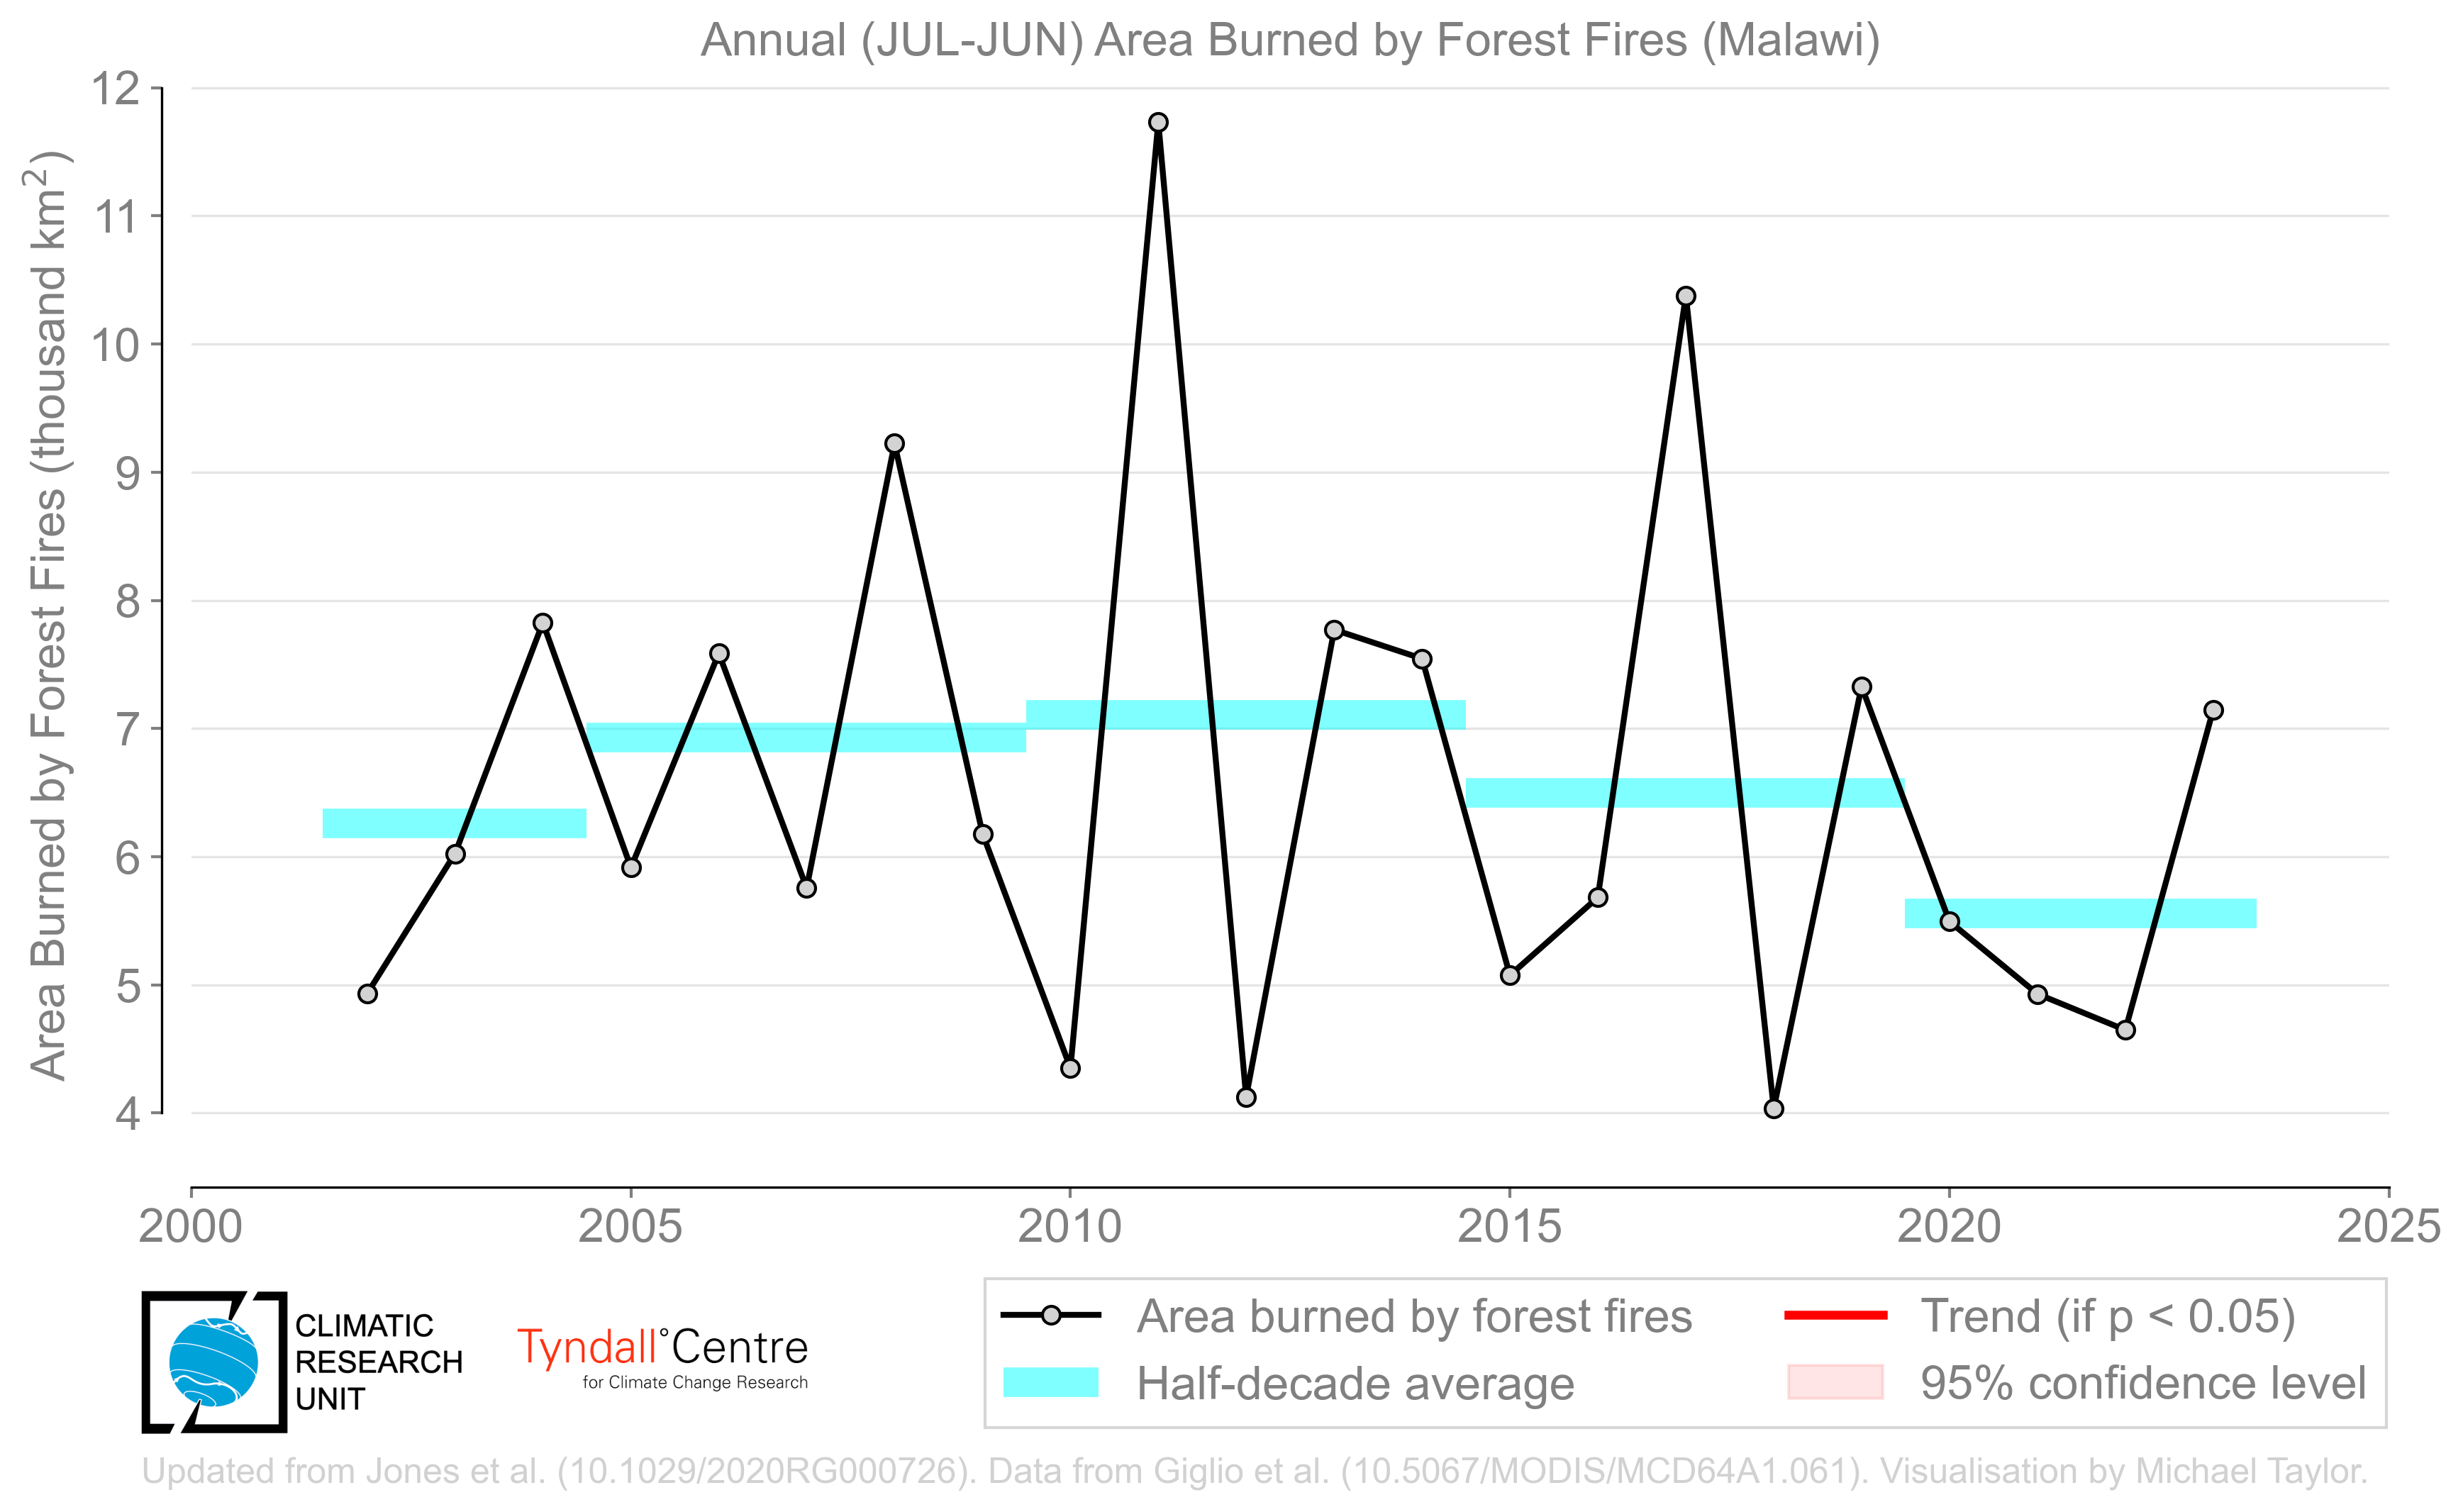 Annual (JUL-JUN) Area Burned by Forest Fires (Malawi)
Area Burned by Forest Fires (thousand km²)
12
11
10
9
8
7
6
5
4
2000 2005 2010 2015 2020 2025
CLIMATIC
RESEARCH
UNIT
Tyndall°Centre
for Climate Change Research
Area burned by forest fires
Half-decade average
Trend (if p < 0.05)
95% confidence level
Updated from Jones et al. (10.1029/2020RG000726). Data from Giglio et al. (10.5067/MODIS/MCD64A1.061). Visualisation by Michael Taylor.